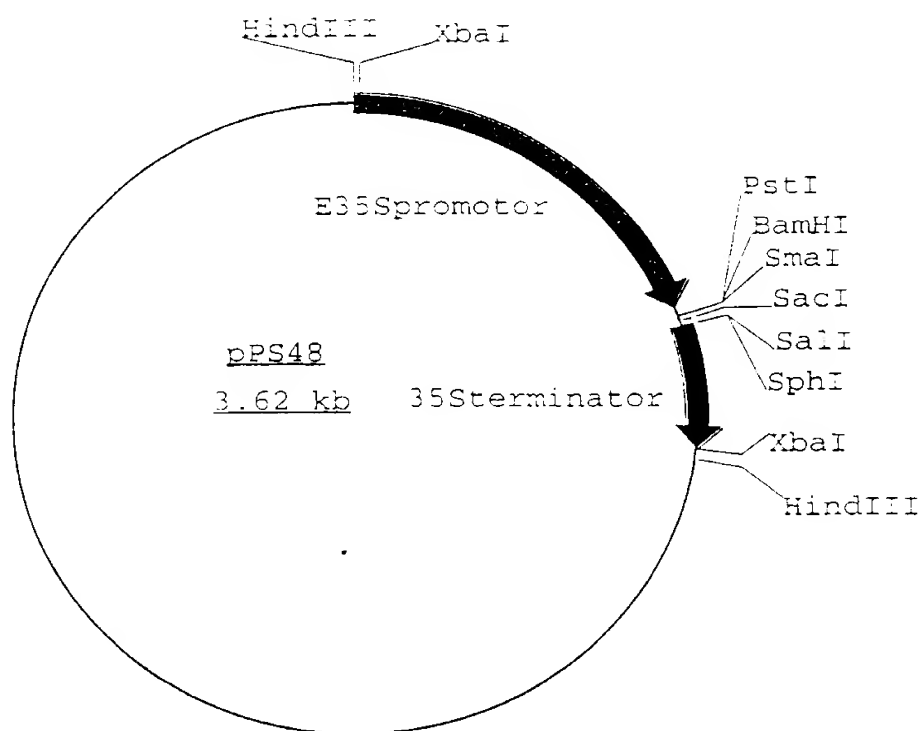 HindIII
XbaI
E35Spromotor
PstI
BamHI
SmaI
SacI
SalI
SphI
pPS48
3.62 kb
35Sterminator
XbaI
HindIII